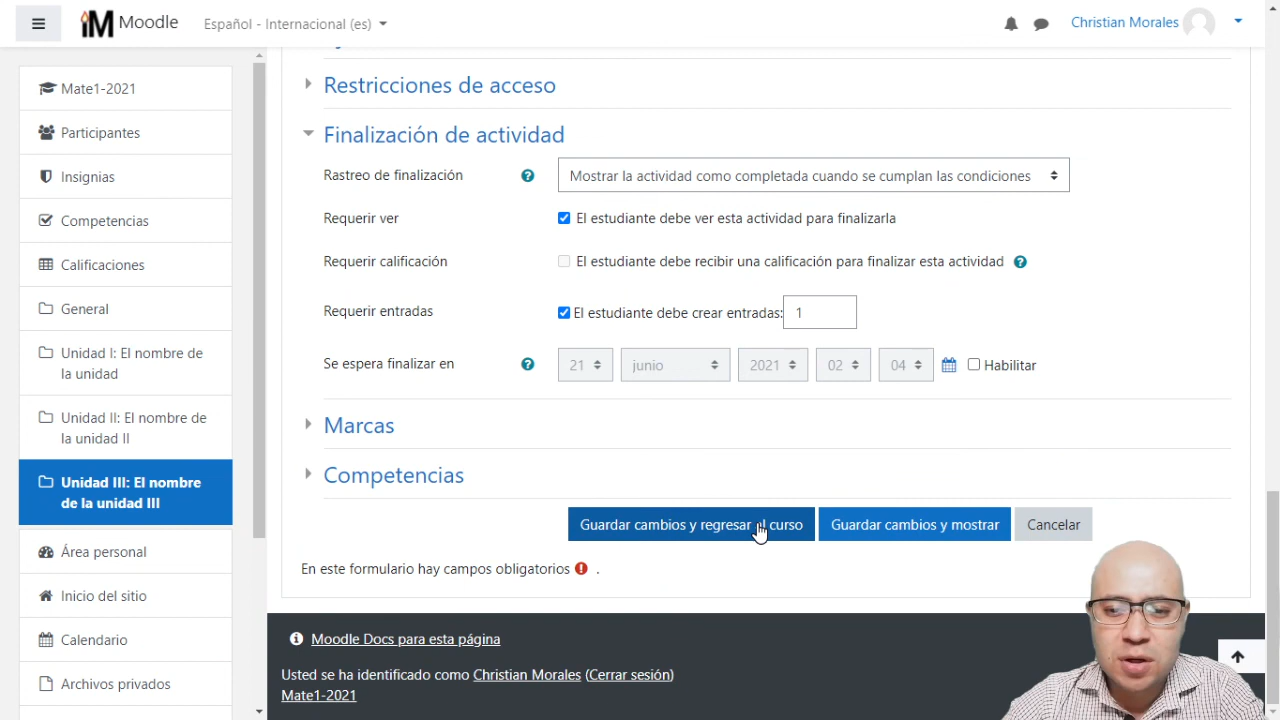 iM Moodle
Español - Internacional (es)
Christian Morales
Mate1-2021
Participantes
Insignias
Competencias
Calificaciones
General
Unidad I: El nombre de
la unidad
Unidad II: El nombre de
la unidad II
Unidad III: El nombre
de la unidad III
Área personal
Inicio del sitio
Calendario
Archivos privados
Restricciones de acceso
Finalización de actividad
Rastreo de finalización
Mostrar la actividad como completada cuando se cumplan las condiciones
Requerir ver
El estudiante debe ver esta actividad para finalizarla
Requerir calificación
El estudiante debe recibir una calificación para finalizar esta actividad
Requerir entradas
El estudiante debe crear entradas: 1
Se espera finalizar en
21 junio 2021 02 04 Habilitar
Marcas
Competencias
Guardar cambios y regresar al curso Guardar cambios y mostrar Cancelar
En este formulario hay campos obligatorios .
Moodle Docs para esta página
Usted se ha identificado como Christian Morales (Cerrar sesión)
Mate1-2021